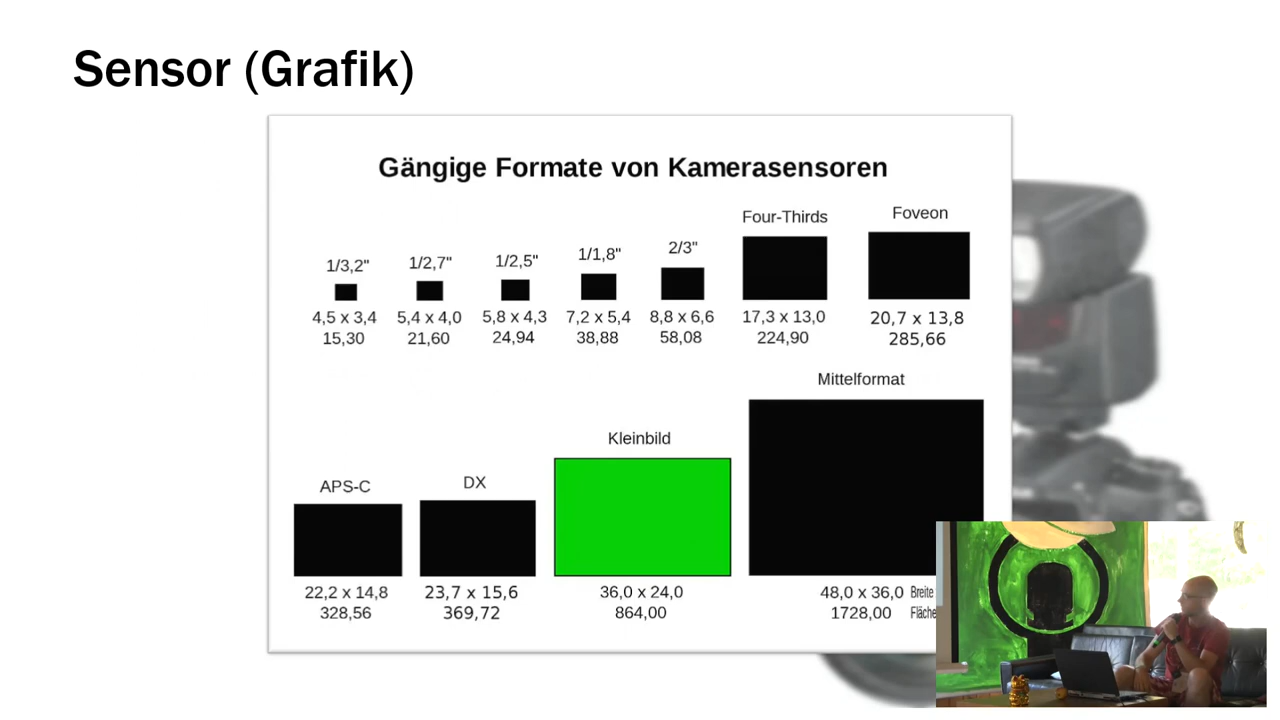 Sensor (Grafik)
Gängige Formate von Kamerasensoren
1/3,2"
4,5 x 3,4
15,30
1/2,7"
5,4 x 4,0
21,60
1/2,5"
5,8 x 4,3
24,94
1/1,8"
7,2 x 5,4
38,88
2/3"
8,8 x 6,6
58,08
Four-Thirds
17,3 x 13,0
224,90
Foveon
20,7 x 13,8
285,66
APS-C
22,2 x 14,8
328,56
DX
23,7 x 15,6
369,72
Kleinbild
36,0 x 24,0
864,00
Mittelformat
48,0 x 36,0 Breite
1728,00 Fläche